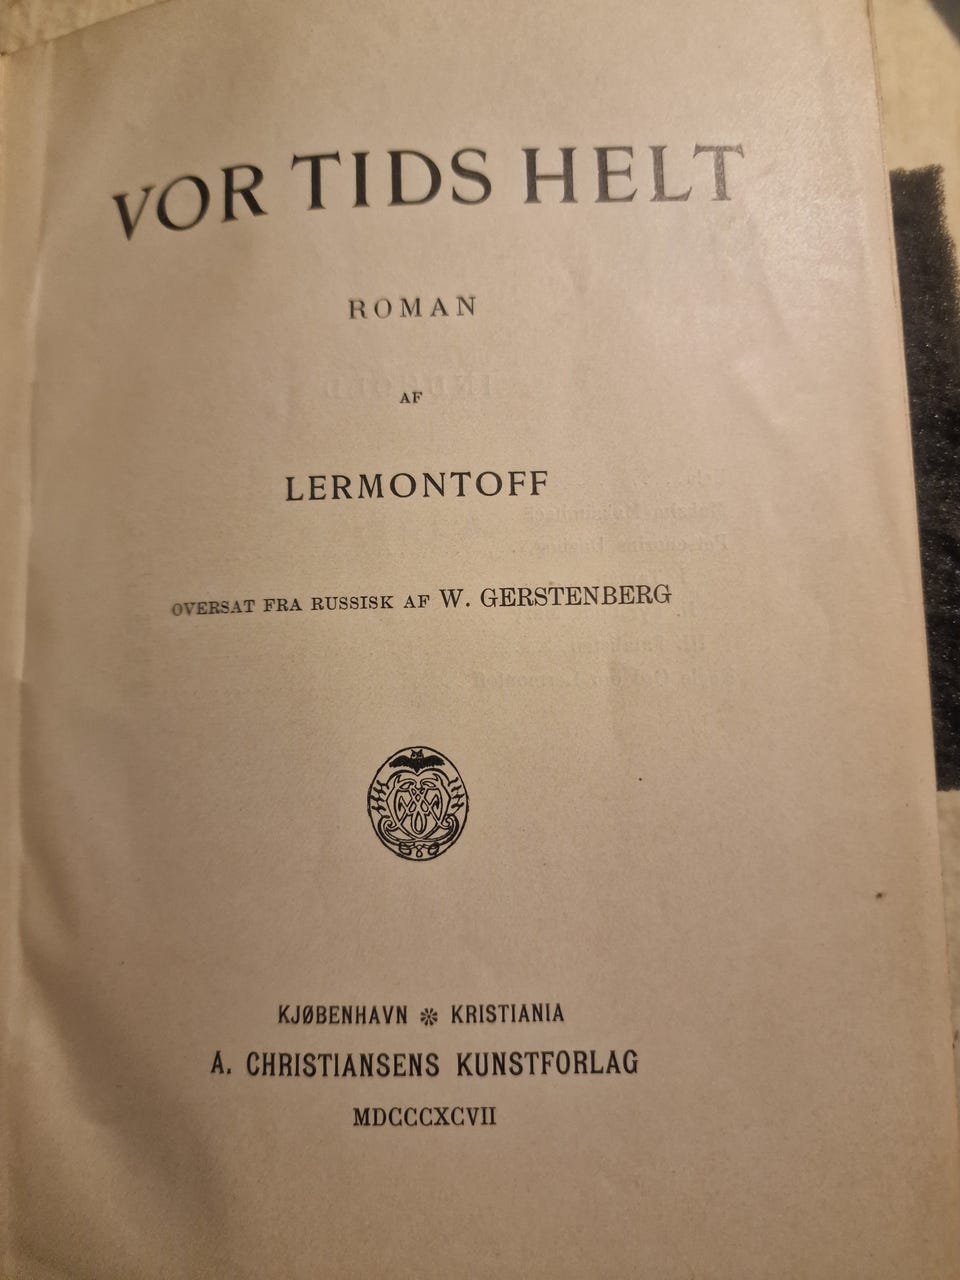 VOR TIDS HELT
ROMAN
AF
LERMONTOFF
OVERSAT FRA RUSSISK AF W. GERSTENBERG
KJØBENHAVN ❋ KRISTIANIA
A. CHRISTIANSENS KUNSTFORLAG
MDCCCXCVII